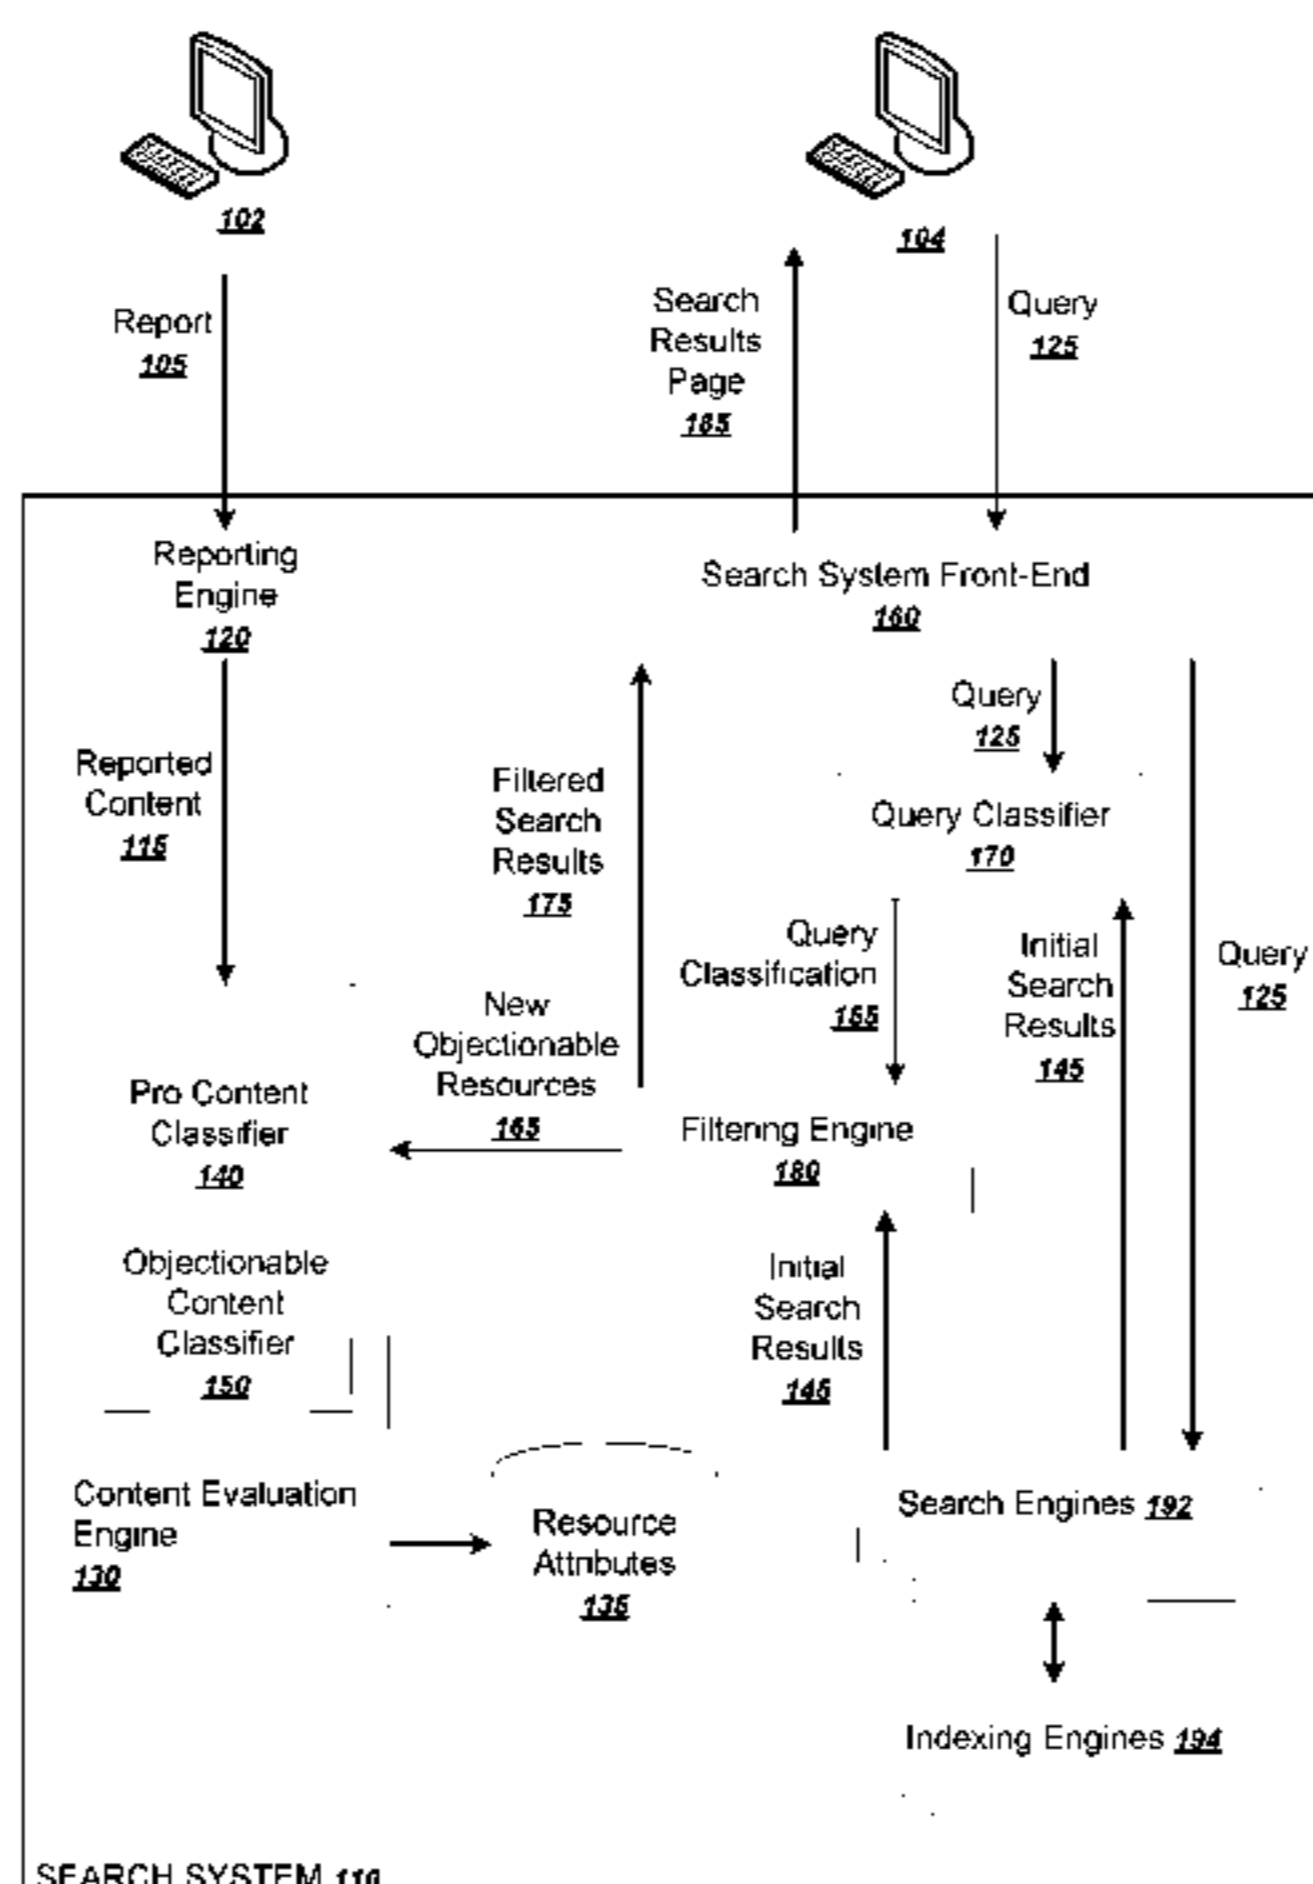 102
104
Report
105
Search
Results
Page
185
Query
125
Reporting
Engine
120
Search System Front-End
160
Reported
Content
115
Filtered
Search
Results
175
Query
125
Query Classifier
170
Query
Classification
155
Initial
Search
Results
145
Query
125
New
Objectionable
Resources
165
Pro Content
Classifier
140
Filtering Engine
180
Objectionable
Content
Classifier
150
Initial
Search
Results
145
Content Evaluation
Engine
130
Resource
Attributes
135
Search Engines 192
Indexing Engines 194
SEARCH SYSTEM 110